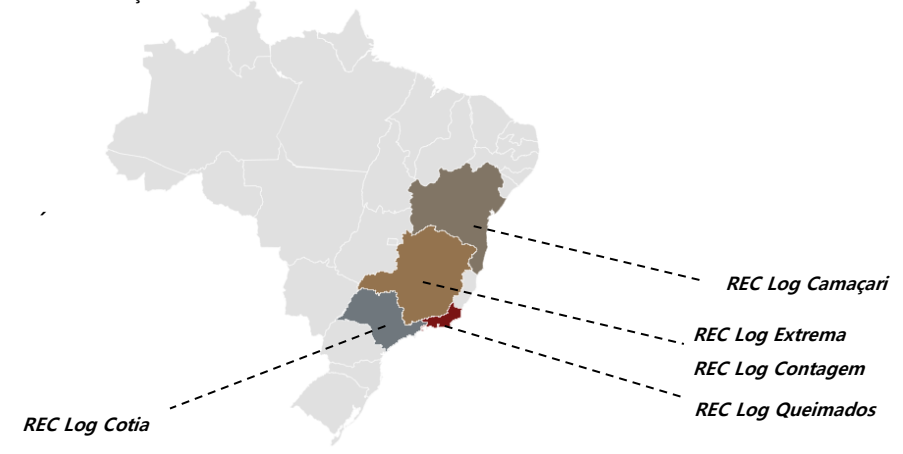 REC Log Camaçari
REC Log Extrema
REC Log Contagem
REC Log Queimados
REC Log Cotia